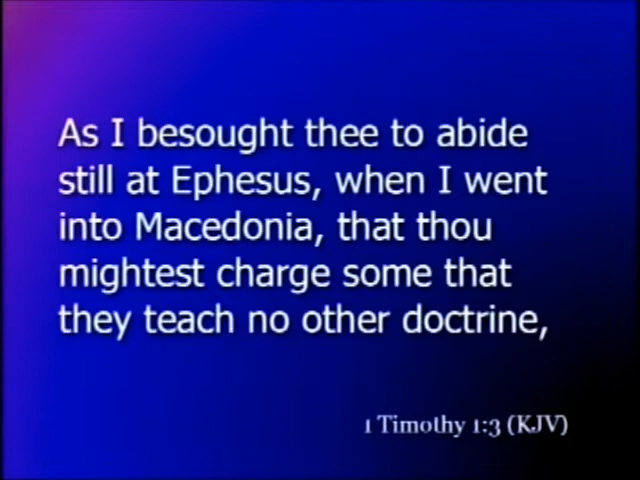 As I besought thee to abide
still at Ephesus, when I went
into Macedonia, that thou
mightest charge some that
they teach no other doctrine,
1 Timothy 1:3 (KJV)